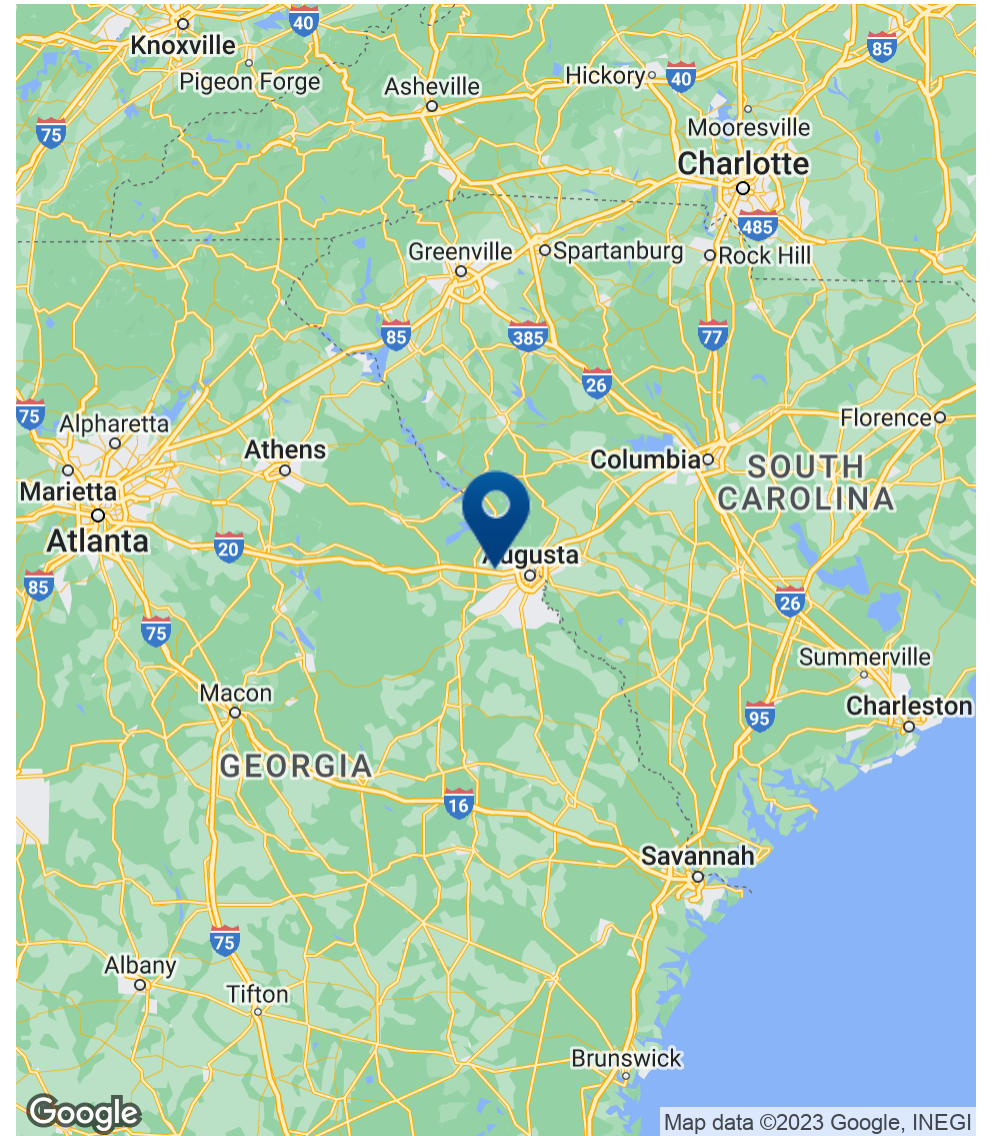 40
Knoxville
85
Pigeon Forge
Hickory
40
Asheville
75
Mooresville
Charlotte
485
Greenville
Spartanburg
Rock Hill
85
385
77
26
75
Alpharetta
Florence
Athens
Columbia
SOUTH
CAROLINA
Marietta
Atlanta
20
Augusta
85
26
75
Summerville
Macon
Charleston
95
GEORGIA
16
Savannah
75
Albany
Tifton
Brunswick
Google
Map data ©2023 Google, INEGI